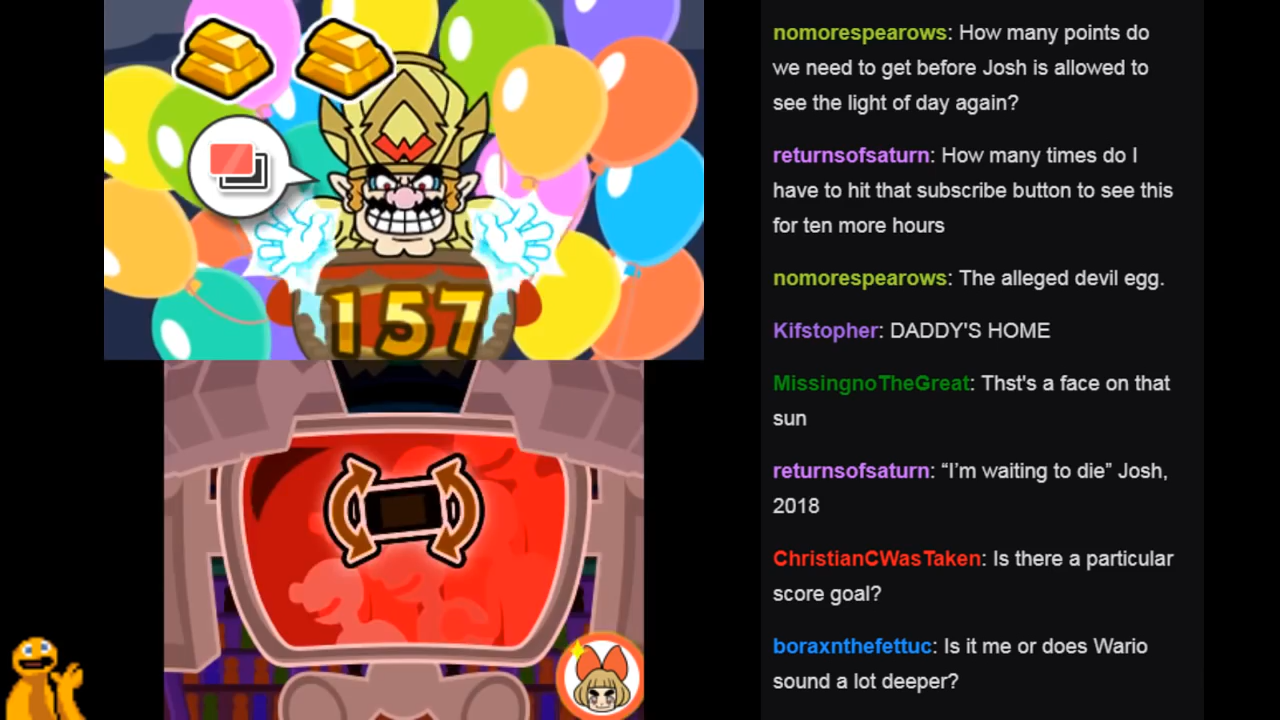 157
nomorespearows: How many points do
we need to get before Josh is allowed to
see the light of day again?
returnsofsaturn: How many times do I
have to hit that subscribe button to see this
for ten more hours
nomorespearows: The alleged devil egg.
Kifstopher: DADDY'S HOME
MissingnoTheGreat: Thst's a face on that
sun
returnsofsaturn: “I’m waiting to die” Josh,
2018
ChristianCWasTaken: Is there a particular
score goal?
boraxnthefettuc: Is it me or does Wario
sound a lot deeper?